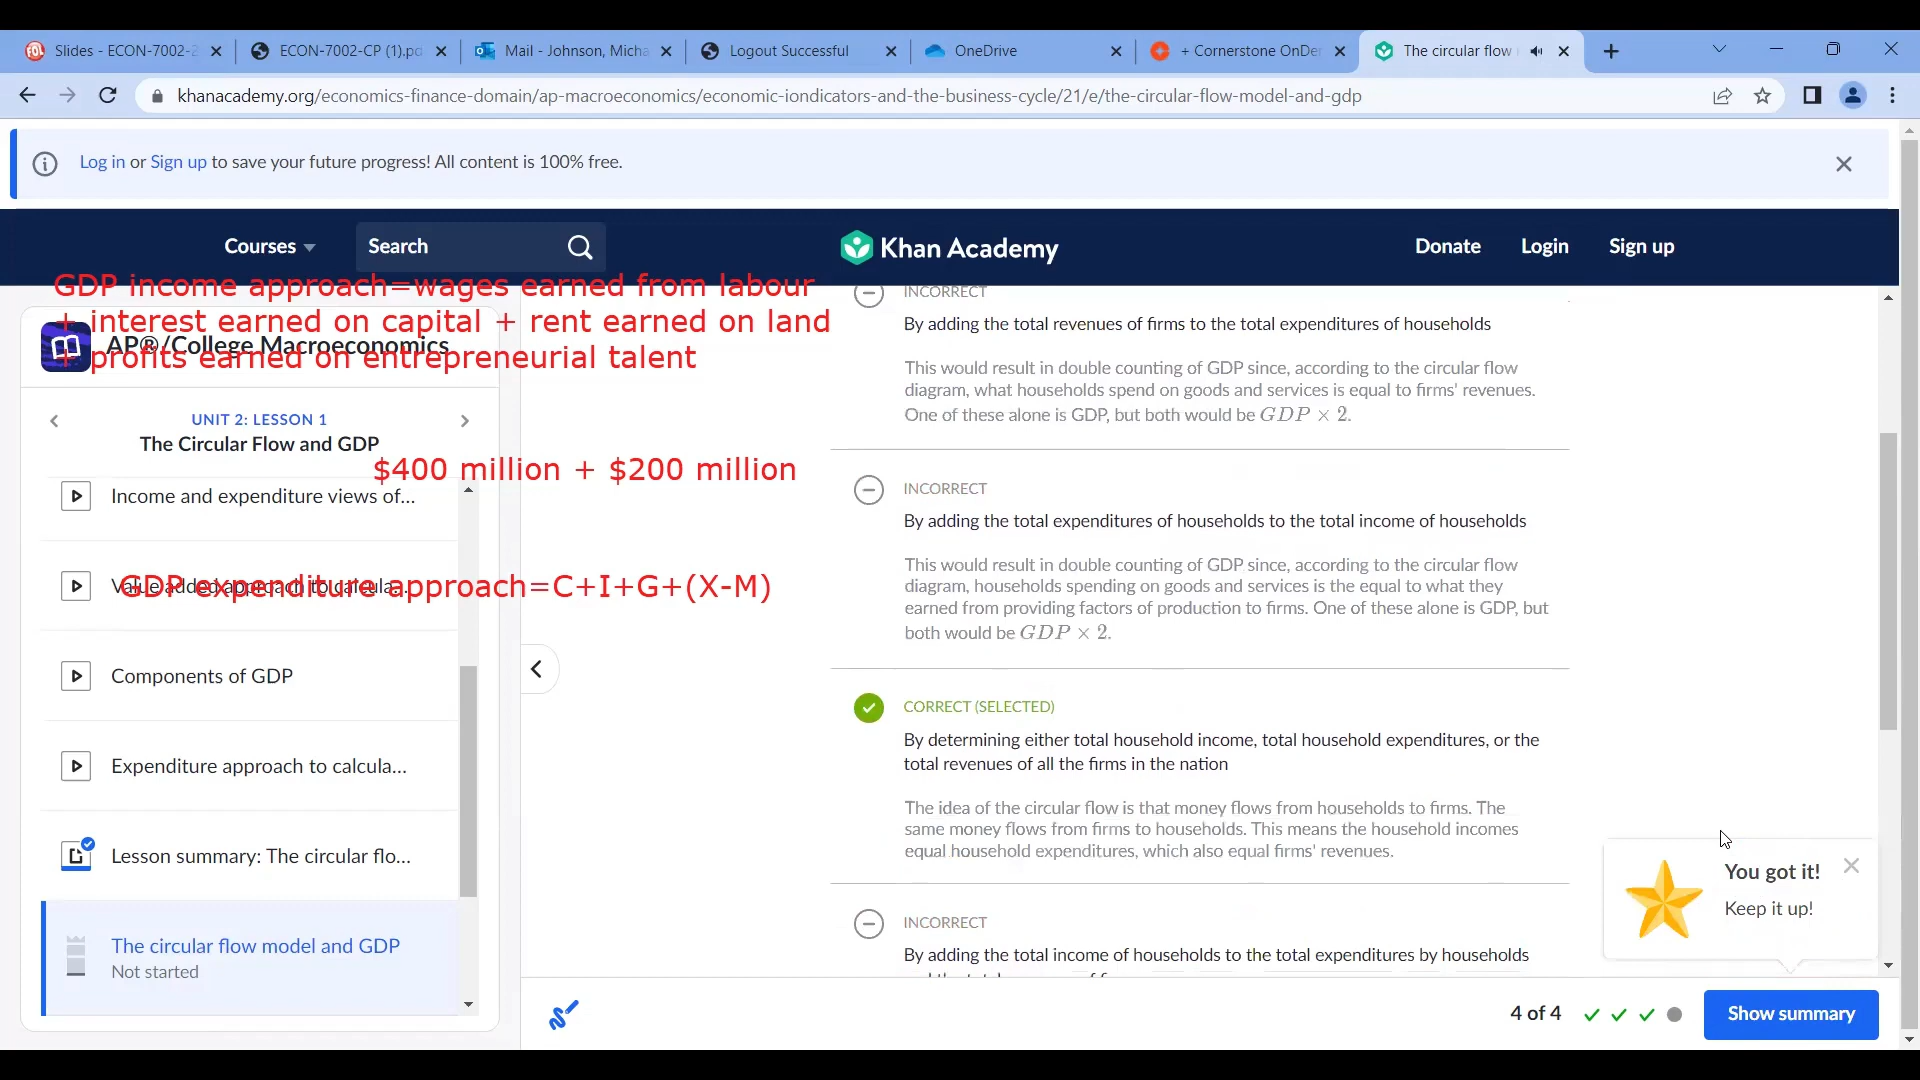 Slides - ECON-7002-2
ECON-7002-CP (1).pd
Mail - Johnson, Micha
Logout Successful
OneDrive
+ Cornerstone OnDer
The circular flow
khanacademy.org/economics-finance-domain/ap-macroeconomics/economic-iondicators-and-the-business-cycle/21/e/the-circular-flow-model-and-gdp
Log in or Sign up to save your future progress! All content is 100% free.
Courses
Search
Khan Academy
Donate
Login
Sign up
GDP income approach=wages earned from labour
+ interest earned on capital + rent earned on land
+ profits earned on entrepreneurial talent
AP®/College Macroeconomics
UNIT 2: LESSON 1
The Circular Flow and GDP
$400 million + $200 million
Income and expenditure views of...
Value added approach to calcula...
GDP expenditure approach=C+I+G+(X-M)
Components of GDP
Expenditure approach to calcula...
Lesson summary: The circular flo...
The circular flow model and GDP
Not started
INCORRECT
By adding the total revenues of firms to the total expenditures of households
This would result in double counting of GDP since, according to the circular flow
diagram, what households spend on goods and services is equal to firms' revenues.
One of these alone is GDP, but both would be GDP × 2.
INCORRECT
By adding the total expenditures of households to the total income of households
This would result in double counting of GDP since, according to the circular flow
diagram, households spending on goods and services is the equal to what they
earned from providing factors of production to firms. One of these alone is GDP, but
both would be GDP × 2.
CORRECT (SELECTED)
By determining either total household income, total household expenditures, or the
total revenues of all the firms in the nation
The idea of the circular flow is that money flows from households to firms. The
same money flows from firms to households. This means the household incomes
equal household expenditures, which also equal firms' revenues.
INCORRECT
By adding the total income of households to the total expenditures by households
You got it!
Keep it up!
4 of 4
Show summary